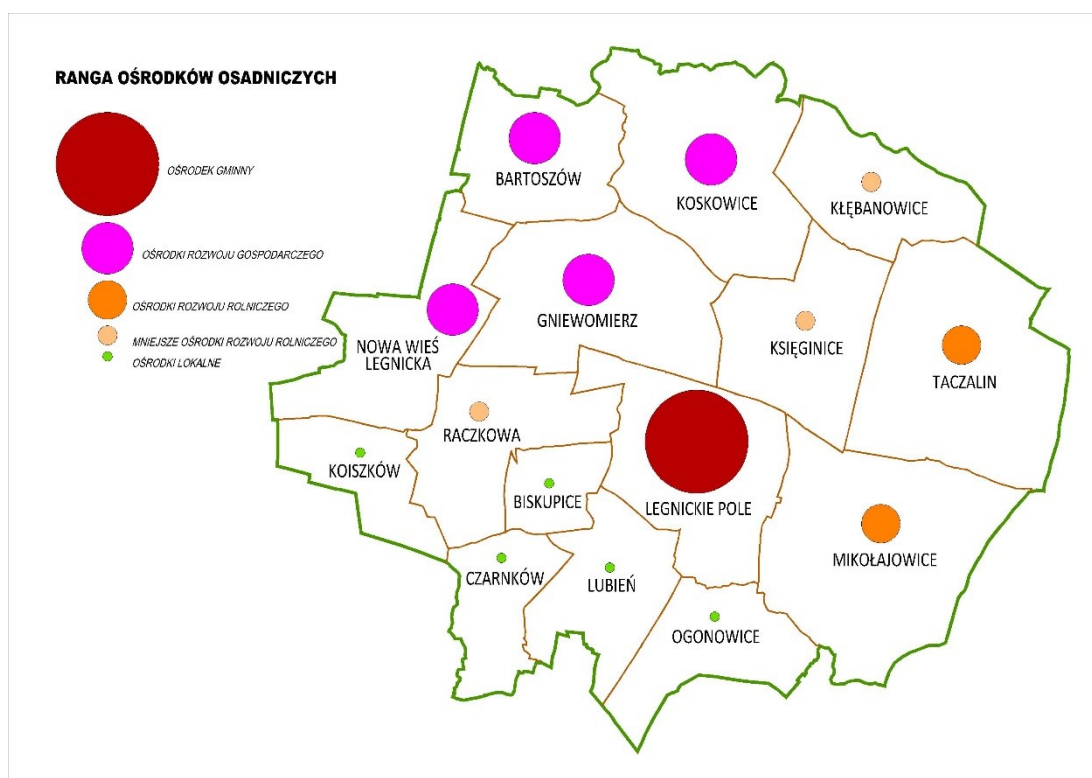 RANGA OŚRODKÓW OSADNICZYCH
OŚRODEK GMINNY
OŚRODKI ROZWOJU GOSPODARCZEGO
OŚRODKI ROZWOJU ROLNICZEGO
MNIEJSZE OŚRODKI ROZWOJU ROLNICZEGO
OŚRODKI LOKALNE
BARTOSZÓW
KOSKOWICE
KŁĘBANOWICE
GNIEWOMIERZ
KSIĘGINICE
NOWA WIEŚ
LEGNICKA
TACZALIN
RACZKOWA
KOISZKÓW
BISKUPICE
LEGNICKIE POLE
MIKOŁAJOWICE
CZARNKÓW
LUBIEŃ
OGONOWICE